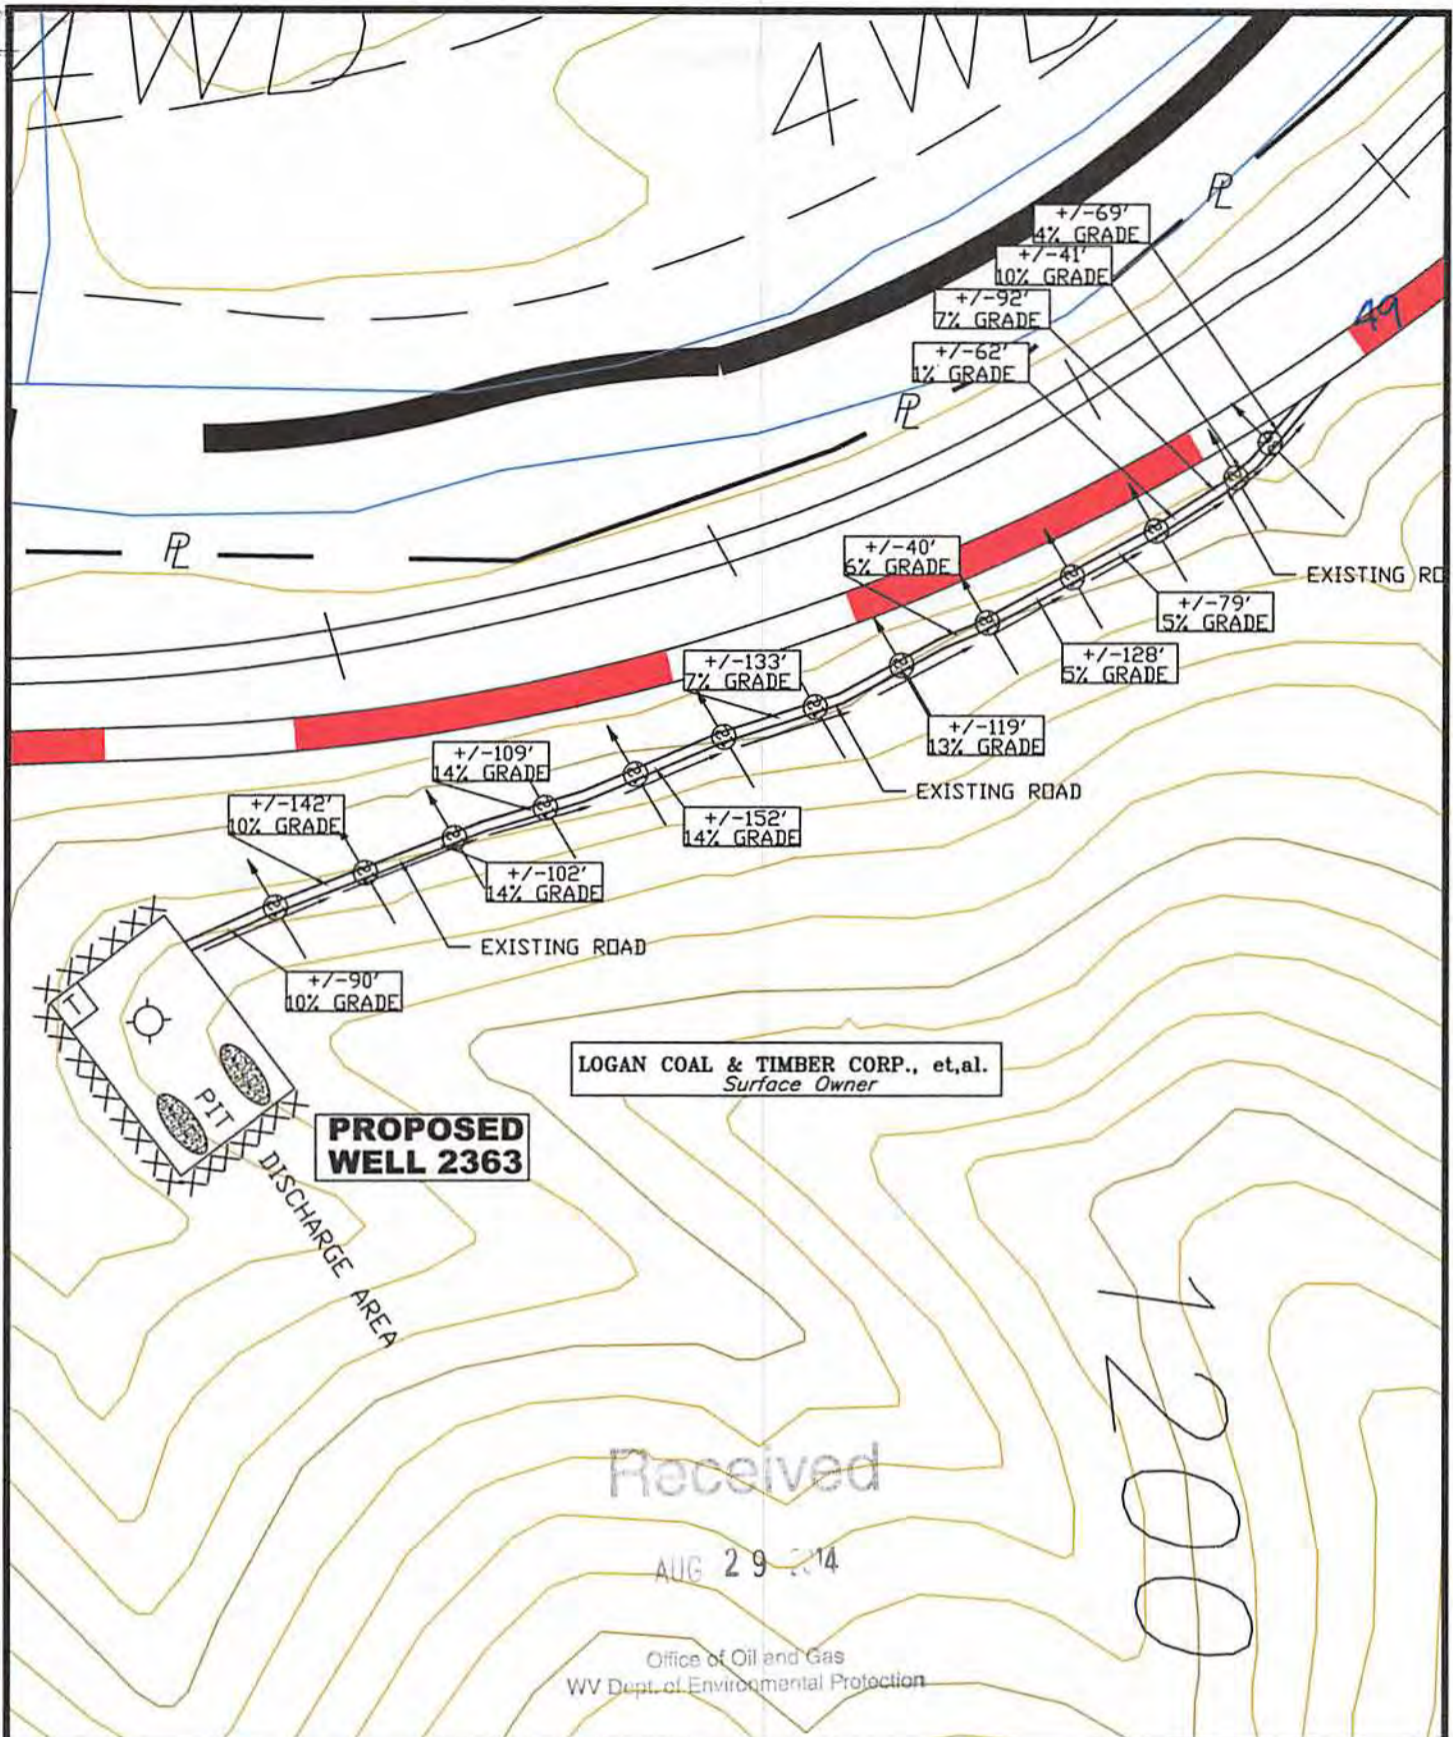 4WD
4 WD
PL
+/-69'
4% GRADE
+/-41'
10% GRADE
+/-92'
7% GRADE
49
+/-62'
1% GRADE
PL
PL
+/-40'
6% GRADE
EXISTING RO
+/-79'
5% GRADE
+/-133'
7% GRADE
+/-128'
5% GRADE
+/-119'
13% GRADE
+/-109'
14% GRADE
EXISTING ROAD
+/-142'
10% GRADE
+/-152'
14% GRADE
+/-102'
14% GRADE
EXISTING ROAD
+/-90'
10% GRADE
T
LOGAN COAL & TIMBER CORP., et,al.
Surface Owner
PIT
PROPOSED
WELL 2363
DISCHARGE AREA
1200
Received
AUG 29
Office of Oil and Gas
WV Dept. of Environmental Protection